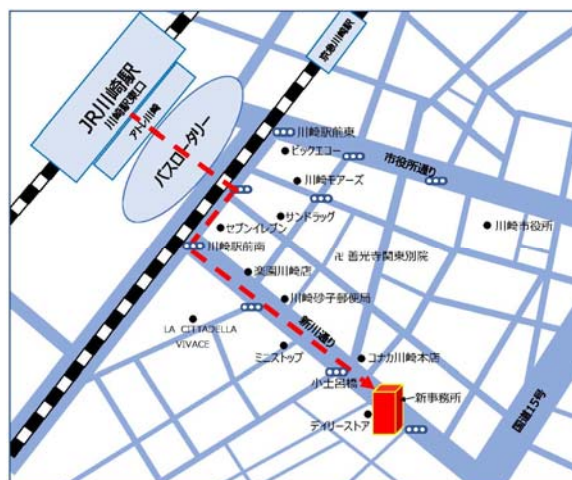 JR川崎駅
川崎駅東口
アトレ川崎
バスロータリー
京急川崎駅
川崎駅前東
ビックエコー
市役所通り
川崎モアーズ
サンドラッグ
セブンイレブン
川崎市役所
川崎駅前南
卍 善光寺関東別院
楽園川崎店
川崎砂子郵便局
新川通り
LA CITTADELLA
VIVACE
ミニストップ
コナカ川崎本店
小土呂橋
新事務所
デイリーストア
国道15号